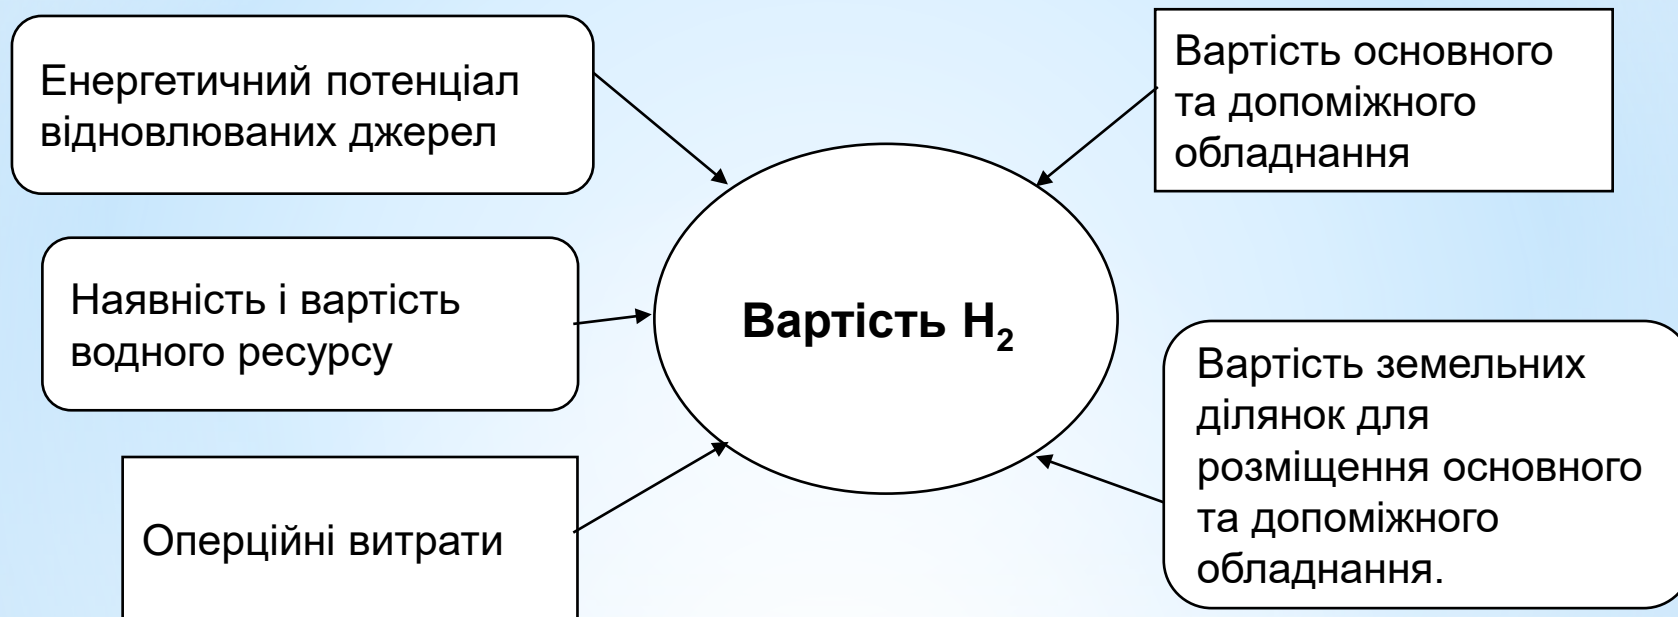 Енергетичний потенціал
відновлюваних джерел
Вартість основного
та допоміжного
обладнання
Наявність і вартість
водного ресурсу
Вартість H₂
Вартість земельних
ділянок для
розміщення основного
та допоміжного
обладнання.
Оперційні витрати